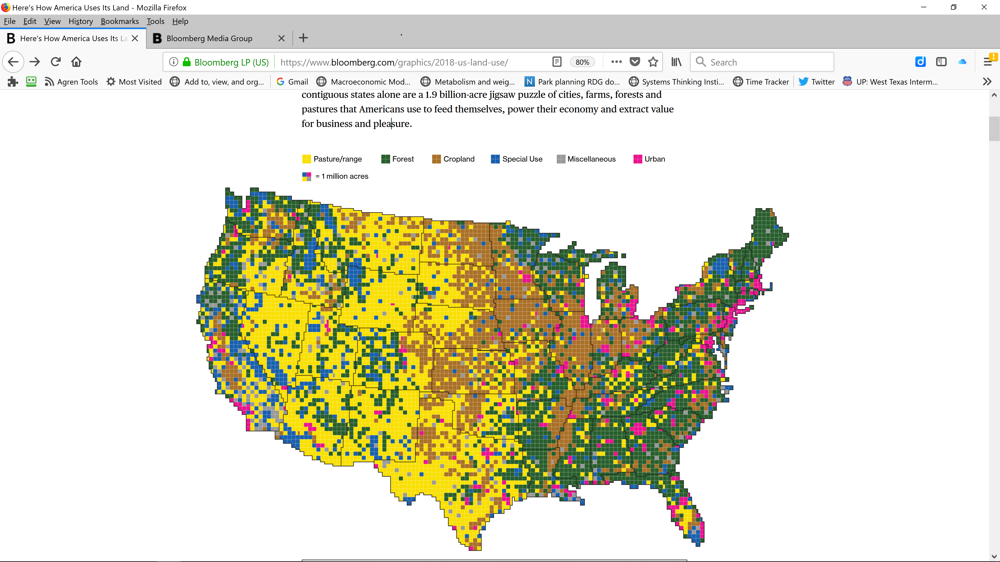 Here's How America Uses Its Land - Mozilla Firefox
File Edit View History Bookmarks Tools Help
B Here's How America Uses Its La
B Bloomberg Media Group
Bloomberg LP (US) https://www.bloomberg.com/graphics/2018-us-land-use/ 80% Search
Agren Tools Most Visited Add to, view, and org... G Gmail Macroeconomic Mod... Metabolism and weig... N Park planning RDG do... Systems Thinking Insti... Time Tracker Twitter UP: West Texas Interm...
contiguous states alone are a 1.9 billion-acre jigsaw puzzle of cities, farms, forests and
pastures that Americans use to feed themselves, power their economy and extract value
for business and pleasure.
Pasture/range Forest Cropland Special Use Miscellaneous Urban
= 1 million acres